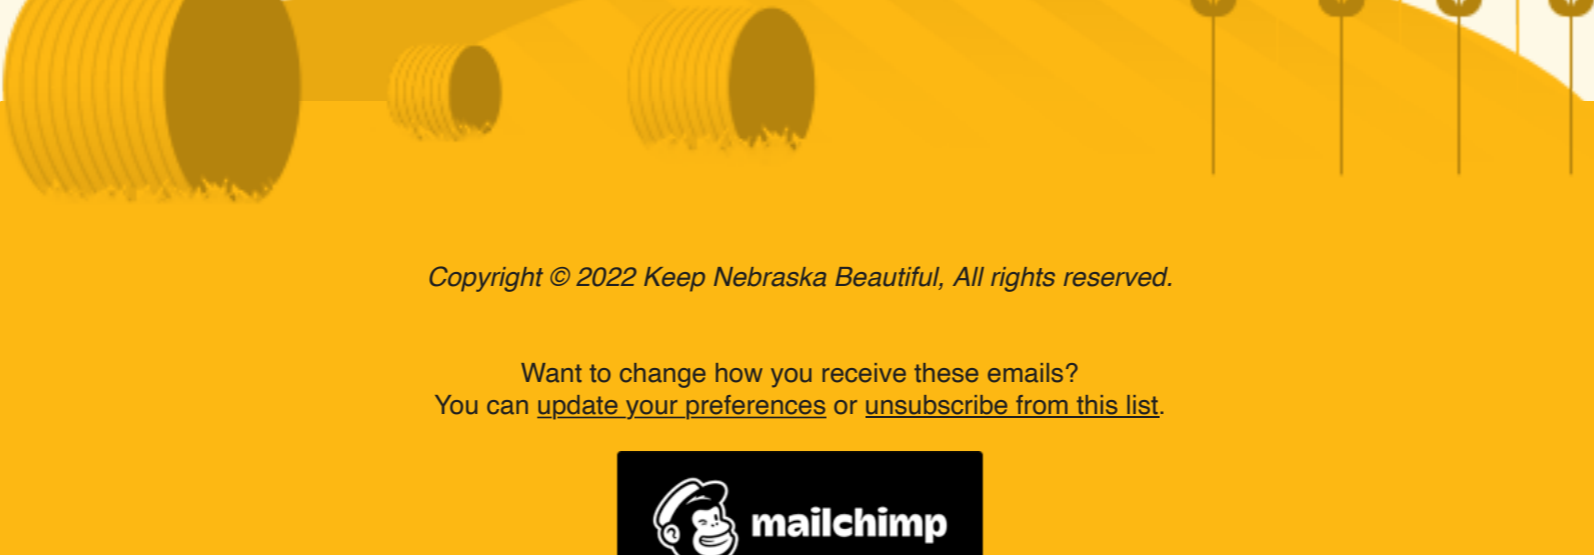 Copyright © 2022 Keep Nebraska Beautiful, All rights reserved.
Want to change how you receive these emails?
You can update your preferences or unsubscribe from this list.
mailchimp